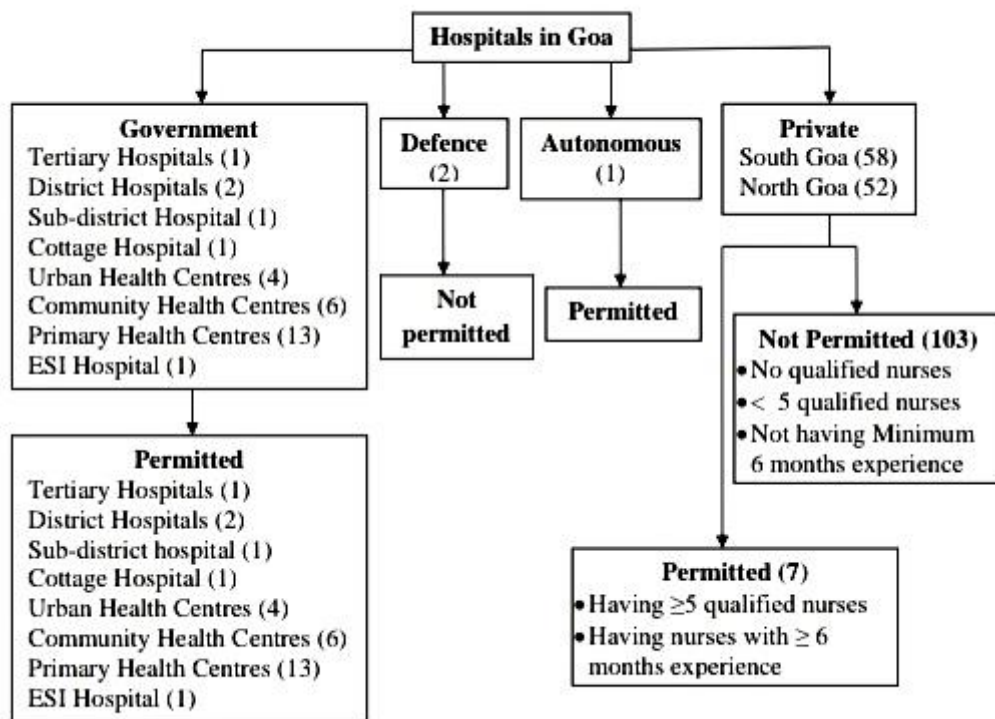 Hospitals in Goa
Government
Tertiary Hospitals (1)
District Hospitals (2)
Sub-district Hospital (1)
Cottage Hospital (1)
Urban Health Centres (4)
Community Health Centres (6)
Primary Health Centres (13)
ESI Hospital (1)
Defence
(2)
Autonomous
(1)
Private
South Goa (58)
North Goa (52)
Not
permitted
Permitted
Not Permitted (103)
●No qualified nurses
●< 5 qualified nurses
●Not having Minimum
6 months experience
Permitted
Tertiary Hospitals (1)
District Hospitals (2)
Sub-district hospital (1)
Cottage Hospital (1)
Urban Health Centres (4)
Community Health Centres (6)
Primary Health Centres (13)
ESI Hospital (1)
Permitted (7)
●Having ≥5 qualified nurses
●Having nurses with ≥ 6
months experience